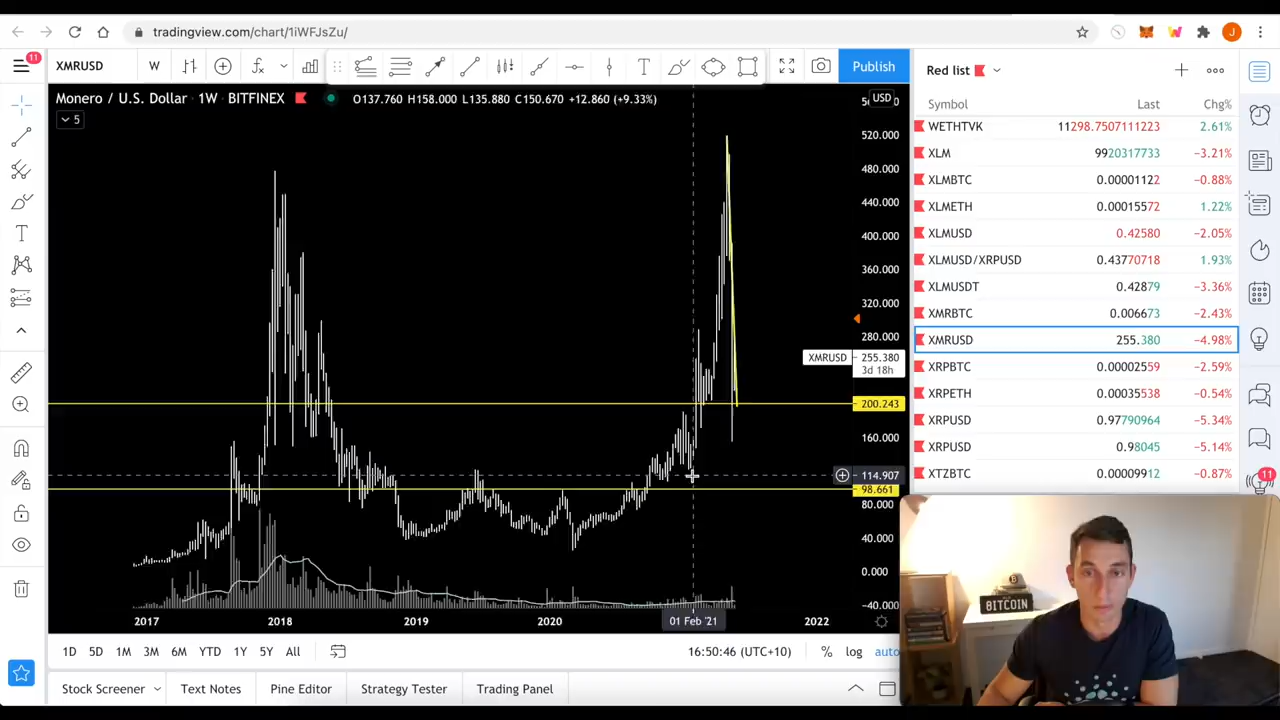 tradingview.com/chart/1iWFJsZu/
J
11
XMRUSD
W
Publish
Red list
Monero / U.S. Dollar · 1W · BITFINEX
O137.760 H158.000 L135.880 C150.670 +12.860 (+9.33%)
USD
5
Symbol
Last
Chg%
WETHTVK 11298.7507111223 2.61%
XLM 9920317733 −3.21%
XLMBTC 0.00001122 −0.88%
XLMETH 0.00015572 1.22%
XLMUSD 0.42580 −2.05%
XLMUSD/XRPUSD 0.43770718 1.93%
XLMUSDT 0.42879 −3.36%
XMRBTC 0.006673 −2.43%
XMRUSD 255.380 −4.98%
XRPBTC 0.00002559 −2.59%
XRPETH 0.00035538 −0.54%
XRPUSD 0.97790964 −5.34%
XRPUSD 0.98045 −5.14%
XTZBTC 0.00009912 −0.87%
11
520.000
480.000
440.000
400.000
360.000
320.000
280.000
XMRUSD 255.380
3d 18h
200.243
160.000
114.907
98.661
80.000
40.000
0.000
−40.000
2017 2018 2019 2020 01 Feb '21 2022
1D 5D 1M 3M 6M YTD 1Y 5Y All
16:50:46 (UTC+10) % log auto
Stock Screener Text Notes Pine Editor Strategy Tester Trading Panel
BITCOIN